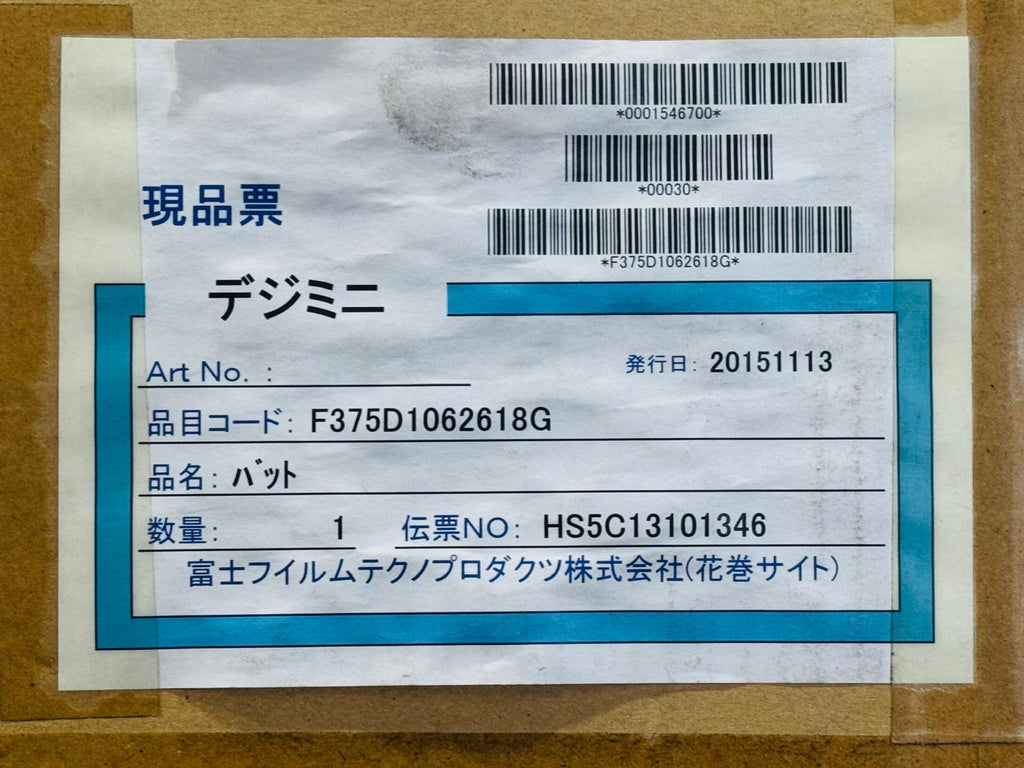 *0001546700*
*00030*
*F375D1062618G*
現品票
デジミニ
Art No. :
発行日: 20151113
品目コード: F375D1062618G
品名: バット
数量: 1 伝票NO: HS5C13101346
富士フイルムテクノプロダクツ株式会社(花巻サイト)